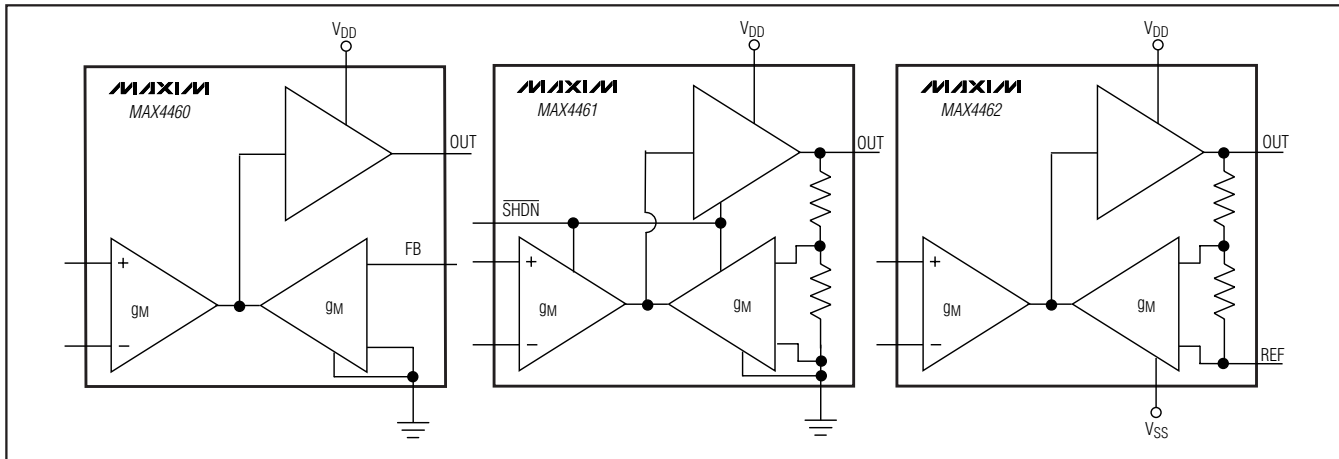 VDD
MAXIM
MAX4460
OUT
FB
+
gM
gM
−
VDD
MAXIM
MAX4461
OUT
SHDN
+
gM
gM
−
VDD
MAXIM
MAX4462
OUT
+
gM
gM
−
REF
VSS